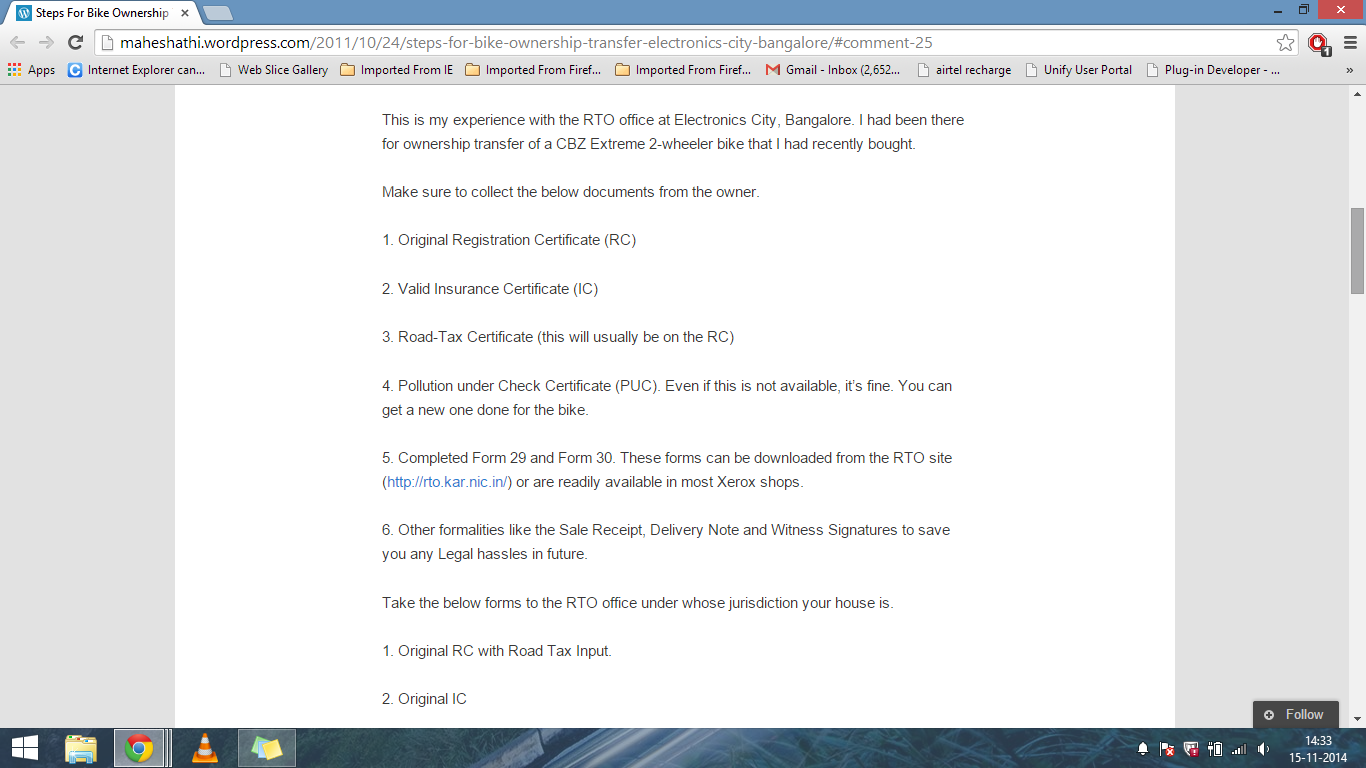 Steps For Bike Ownership
maheshathi.wordpress.com/2011/10/24/steps-for-bike-ownership-transfer-electronics-city-bangalore/#comment-25
1
Apps Internet Explorer can... Web Slice Gallery Imported From IE Imported From Firef... Imported From Firef... Gmail - Inbox (2,652... airtel recharge Unify User Portal Plug-in Developer - ... »
This is my experience with the RTO office at Electronics City, Bangalore. I had been there
for ownership transfer of a CBZ Extreme 2-wheeler bike that I had recently bought.
Make sure to collect the below documents from the owner.
1. Original Registration Certificate (RC)
2. Valid Insurance Certificate (IC)
3. Road-Tax Certificate (this will usually be on the RC)
4. Pollution under Check Certificate (PUC). Even if this is not available, it’s fine. You can
get a new one done for the bike.
5. Completed Form 29 and Form 30. These forms can be downloaded from the RTO site
(http://rto.kar.nic.in/) or are readily available in most Xerox shops.
6. Other formalities like the Sale Receipt, Delivery Note and Witness Signatures to save
you any Legal hassles in future.
Take the below forms to the RTO office under whose jurisdiction your house is.
1. Original RC with Road Tax Input.
2. Original IC
Follow
14:33
15-11-2014